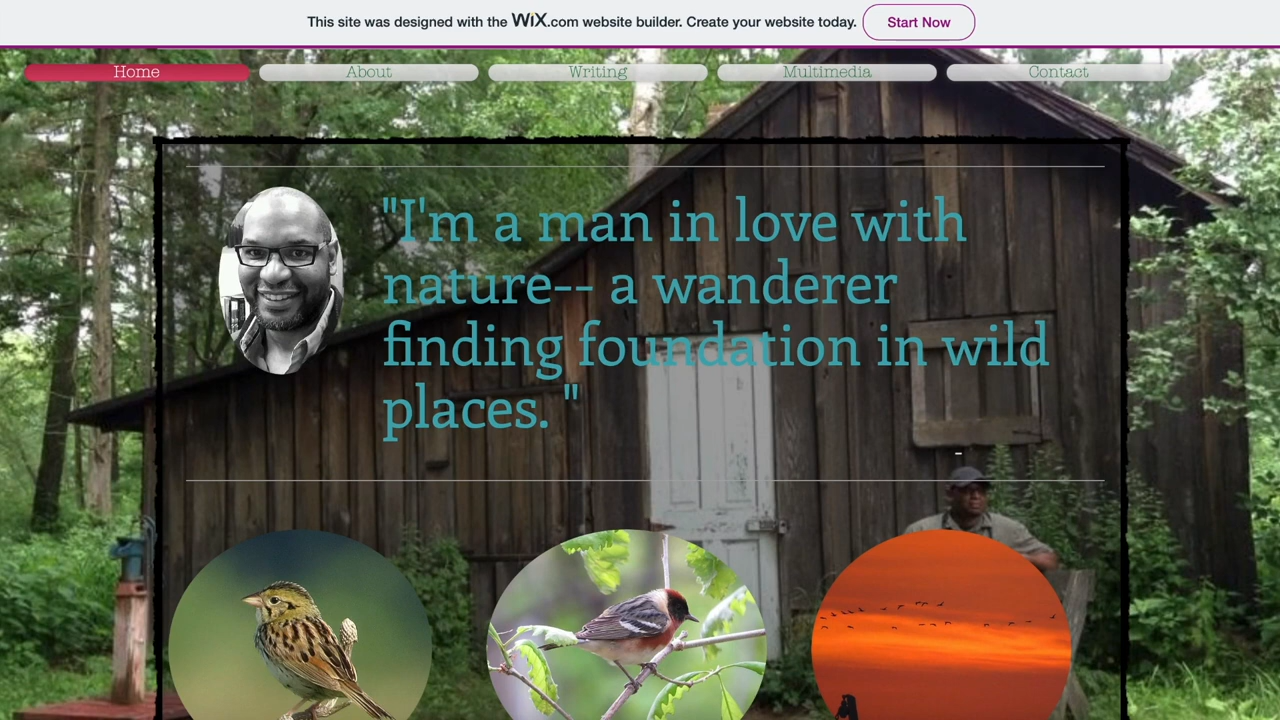 This site was designed with the WiX.com website builder. Create your website today. Start Now
Home About Writing Multimedia Contact
"I'm a man in love with
nature-- a wanderer
finding foundation in wild
places. "
-